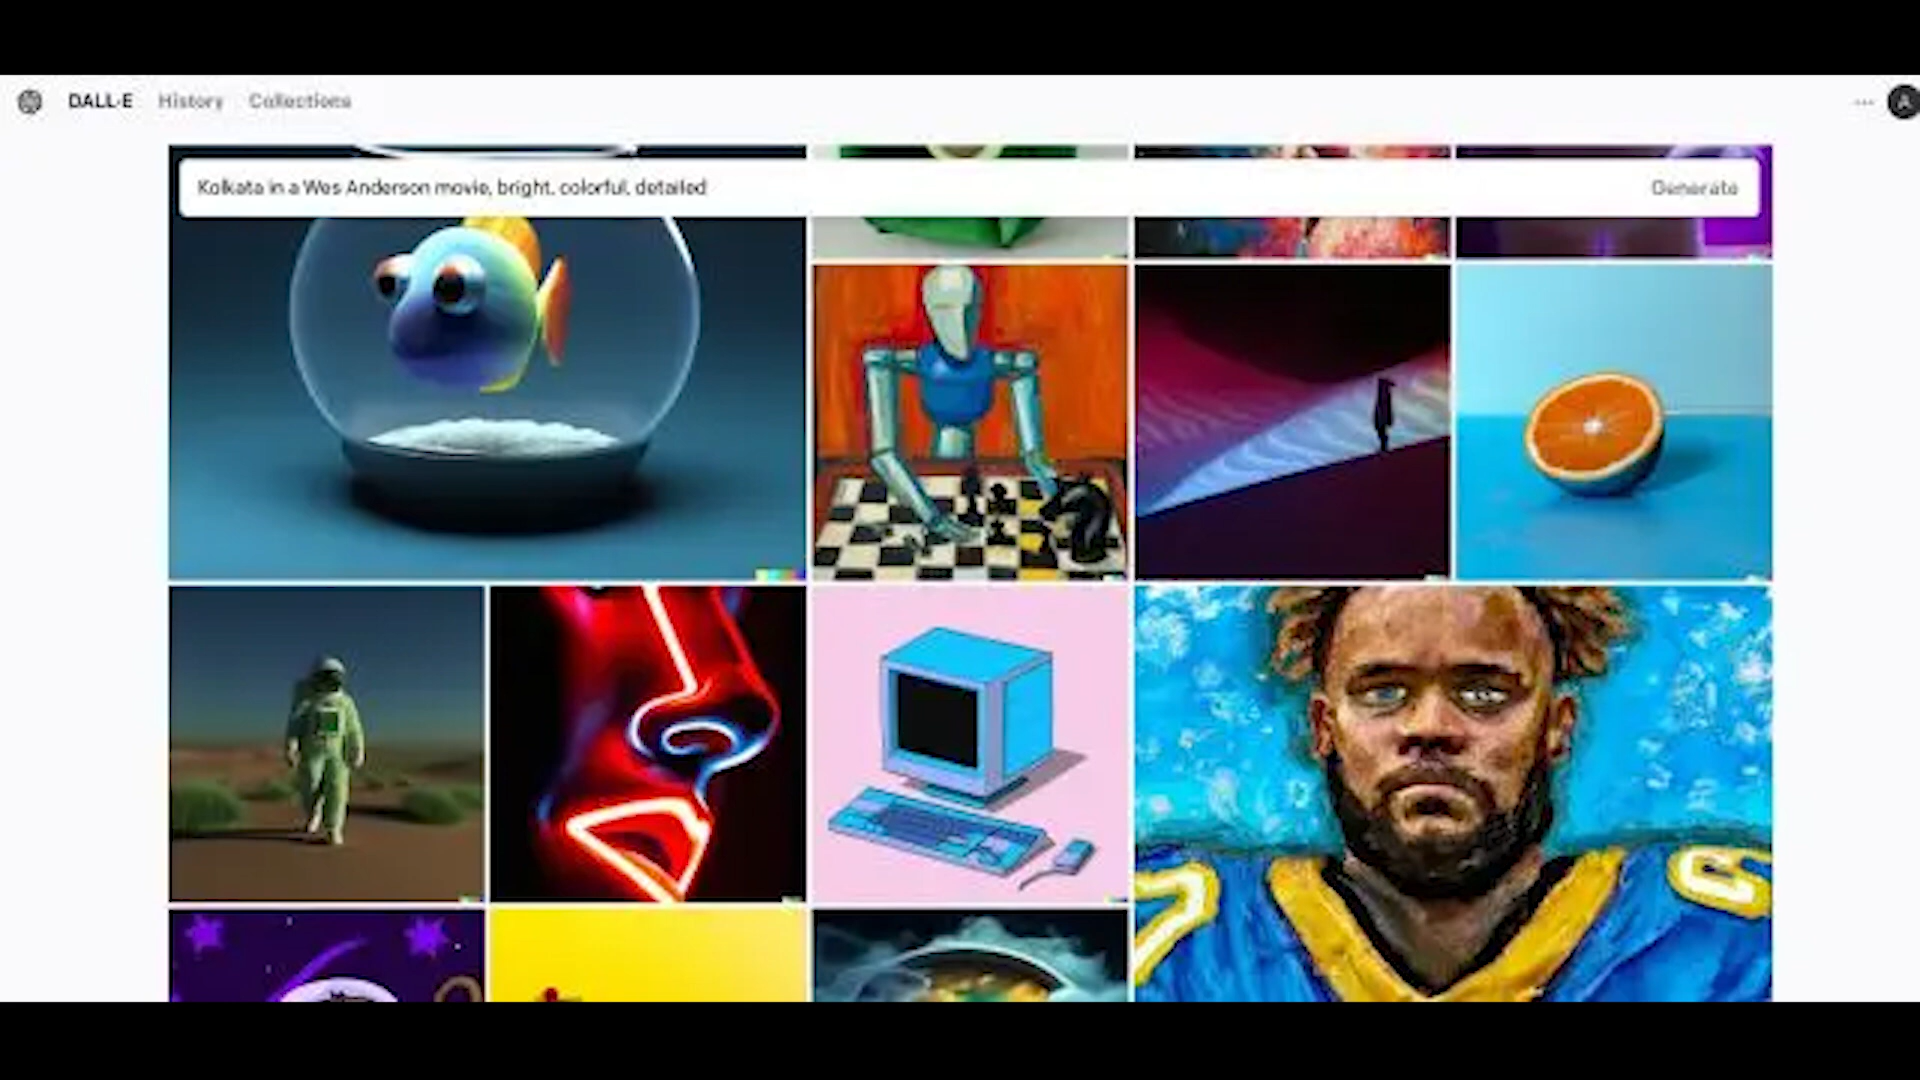 DALL·E History Collections
Kolkata in a Wes Anderson movie, bright, colorful, detailed
Generate
A